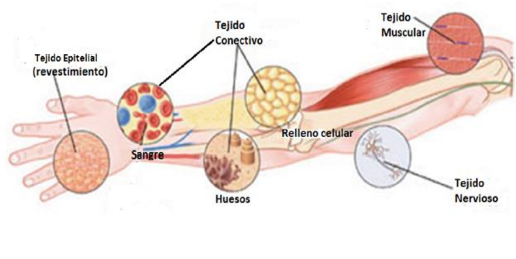 Tejido
Muscular
Tejido
Conectivo
Tejido Epitelial
(revestimiento)
Relleno celular
Sangre
Huesos
Tejido
Nervioso